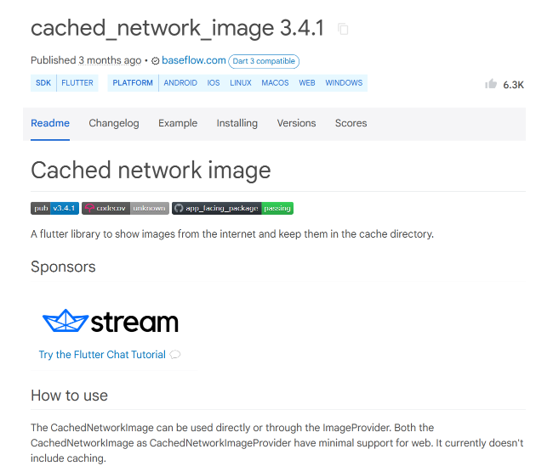 cached_network_image 3.4.1
Published 3 months ago • baseflow.com Dart 3 compatible
SDK FLUTTER PLATFORM ANDROID IOS LINUX MACOS WEB WINDOWS
6.3K
Readme Changelog Example Installing Versions Scores
Cached network image
pub v3.4.1 codecov unknown app_facing_package passing
A flutter library to show images from the internet and keep them in the cache directory.
Sponsors
stream
Try the Flutter Chat Tutorial
How to use
The CachedNetworkImage can be used directly or through the ImageProvider. Both the
CachedNetworkImage as CachedNetworkImageProvider have minimal support for web. It currently doesn't
include caching.